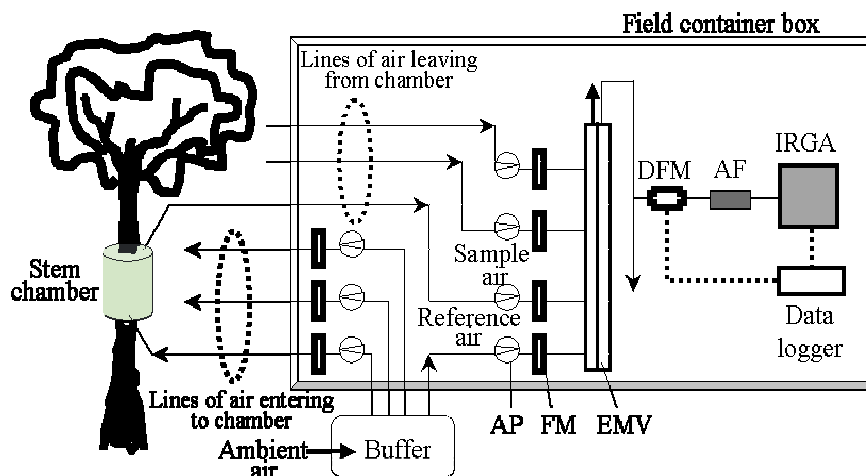 Field container box
Lines of air leaving
from chamber
IRGA
DFM
AF
Sample
air
Stem
chamber
Reference
air
Data
logger
Lines of air entering
to chamber
AP
FM
EMV
Ambient
air
Buffer